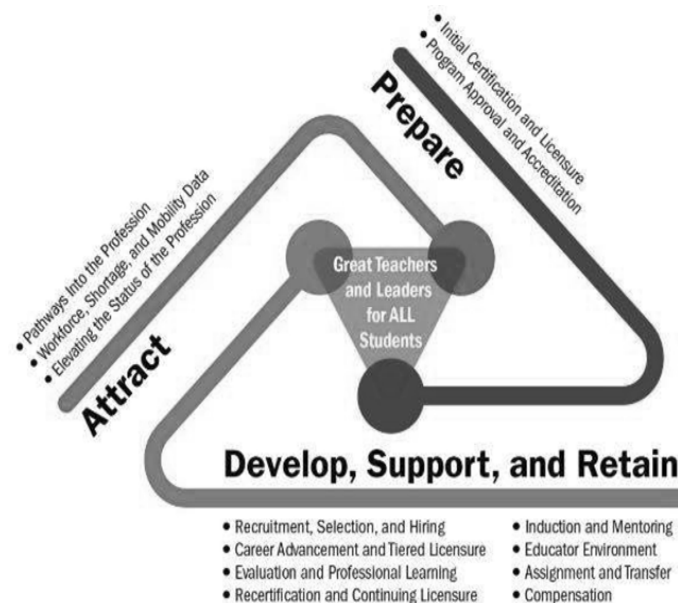 • Initial Certification and Licensure
• Program Approval and Accreditation
Prepare
• Pathways Into the Profession
• Workforce, Shortage, and Mobility Data
• Elevating the Status of the Profession
Attract
Great Teachers
and Leaders
for ALL
Students
Develop, Support, and Retain
• Recruitment, Selection, and Hiring
• Career Advancement and Tiered Licensure
• Evaluation and Professional Learning
• Recertification and Continuing Licensure
• Induction and Mentoring
• Educator Environment
• Assignment and Transfer
• Compensation